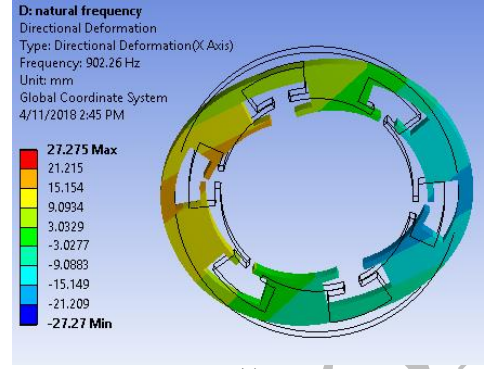 D: natural frequency
Directional Deformation
Type: Directional Deformation(X Axis)
Frequency: 902.26 Hz
Unit: mm
Global Coordinate System
4/11/2018 2:45 PM
27.275 Max
21.215
15.154
9.0934
3.0329
-3.0277
-9.0883
-15.149
-21.209
-27.27 Min